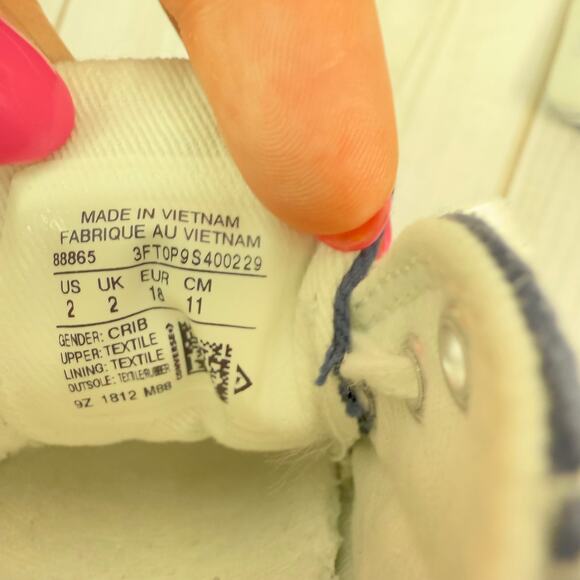 MADE IN VIETNAM
FABRIQUE AU VIETNAM
88865 3FT0P9S400229
US UK EUR CM
2 2 18 11
GENDER: CRIB
UPPER: TEXTILE
LINING: TEXTILE
OUTSOLE: TEXTILE/RUBBER
9Z 1812 M88